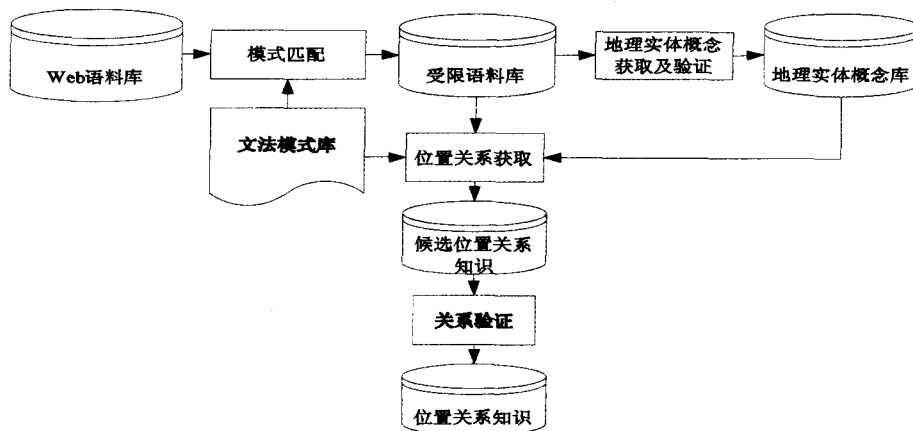 模式匹配
地理实体概念
获取及验证
Web语料库
受限语料库
地理实体概念库
文法模式库
位置关系获取
候选位置关系
知识
关系验证
位置关系知识